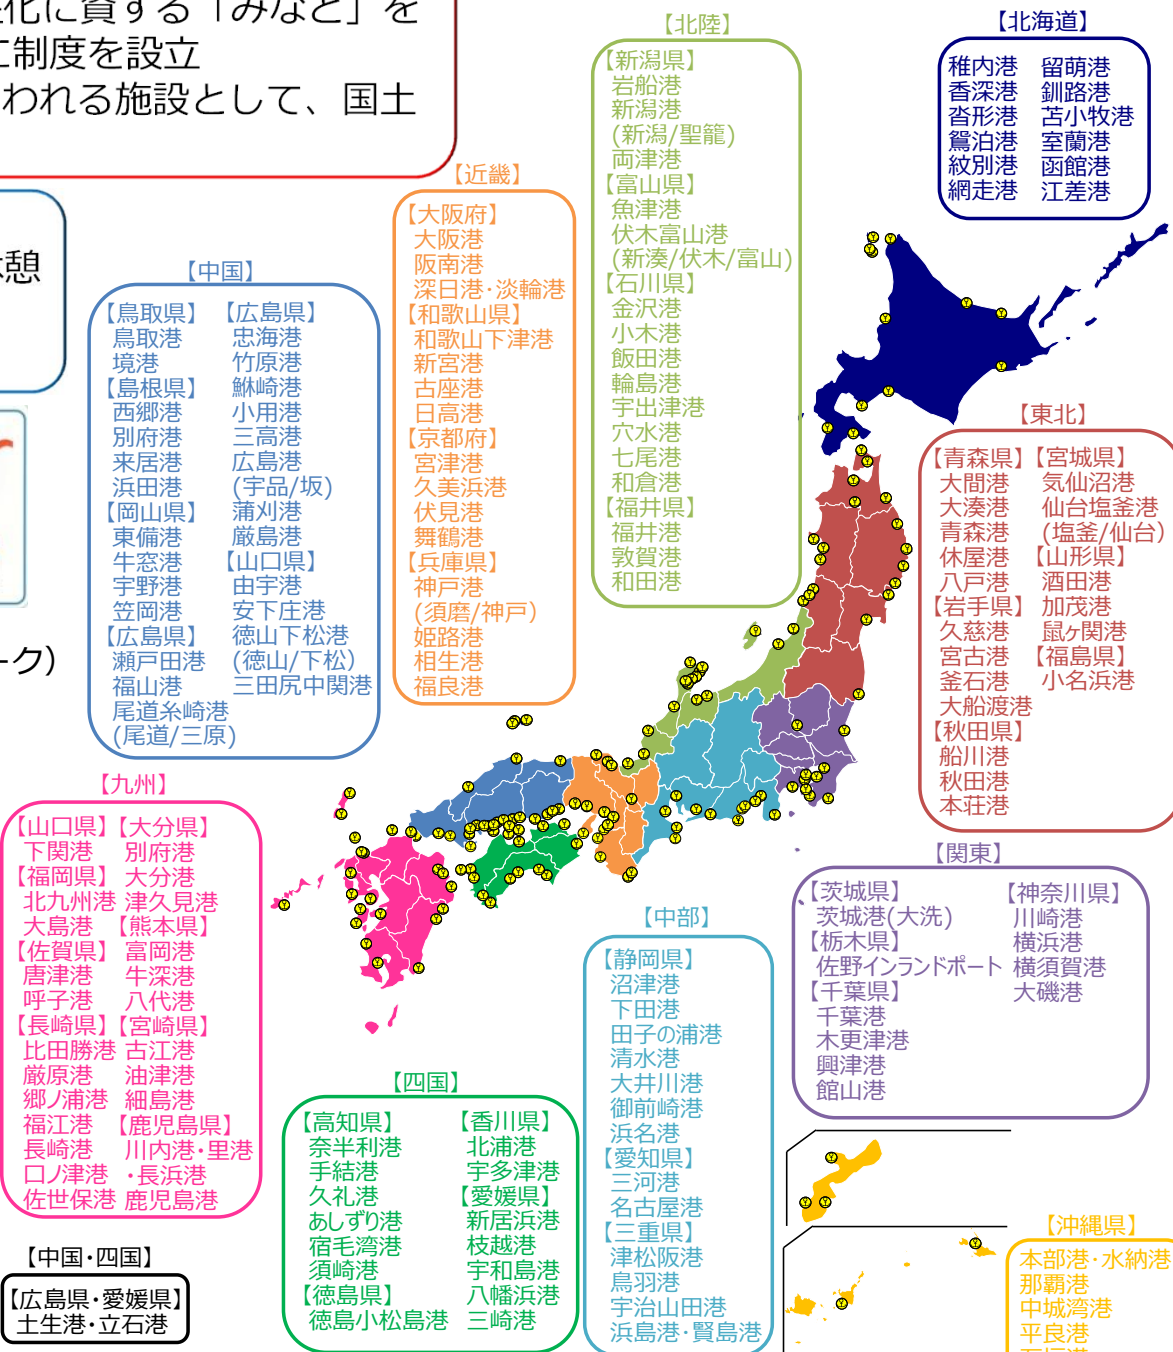 性化に資する「みなと」を
に制度を設立
われる施設として、国土
休憩
ーク)
【北海道】
稚内港 留萌港
香深港 釧路港
沓形港 苫小牧港
鴛泊港 室蘭港
紋別港 函館港
網走港 江差港
【北陸】
【新潟県】
岩船港
新潟港
(新潟/聖籠)
両津港
【富山県】
魚津港
伏木富山港
(新湊/伏木/富山)
【石川県】
金沢港
小木港
飯田港
輪島港
宇出津港
穴水港
七尾港
和倉港
【福井県】
福井港
敦賀港
和田港
【近畿】
【大阪府】
大阪港
阪南港
深日港・淡輪港
【和歌山県】
和歌山下津港
新宮港
古座港
日高港
【京都府】
宮津港
久美浜港
伏見港
舞鶴港
【兵庫県】
神戸港
(須磨/神戸)
姫路港
相生港
福良港
【中国】
【鳥取県】
鳥取港
境港
【島根県】
西郷港
別府港
来居港
浜田港
【岡山県】
東備港
牛窓港
宇野港
笠岡港
【広島県】
瀬戸田港
福山港
尾道糸崎港
(尾道/三原)
【広島県】
忠海港
竹原港
鮴崎港
小用港
三高港
広島港
(宇品/坂)
蒲刈港
厳島港
【山口県】
由宇港
安下庄港
徳山下松港
(徳山/下松)
三田尻中関港
【東北】
【青森県】
大間港
大湊港
青森港
休屋港
八戸港
【岩手県】
久慈港
宮古港
釜石港
大船渡港
【秋田県】
船川港
秋田港
本荘港
【宮城県】
気仙沼港
仙台塩釜港
(塩釜/仙台)
【山形県】
酒田港
加茂港
鼠ヶ関港
【福島県】
小名浜港
【九州】
【山口県】
下関港
【福岡県】
北九州港
大島港
【佐賀県】
唐津港
呼子港
【長崎県】
比田勝港
厳原港
郷ノ浦港
福江港
長崎港
口ノ津港
佐世保港
【大分県】
別府港
大分港
津久見港
【熊本県】
富岡港
牛深港
八代港
【宮崎県】
古江港
油津港
細島港
【鹿児島県】
川内港・里港
・長浜港
鹿児島港
【関東】
【茨城県】
茨城港(大洗)
【栃木県】
佐野インランドポート
【千葉県】
千葉港
木更津港
興津港
館山港
【神奈川県】
川崎港
横浜港
横須賀港
大磯港
【中部】
【静岡県】
沼津港
下田港
田子の浦港
清水港
大井川港
御前崎港
浜名港
【愛知県】
三河港
名古屋港
【三重県】
津松阪港
鳥羽港
宇治山田港
浜島港・賢島港
【四国】
【高知県】
奈半利港
手結港
久礼港
あしずり港
宿毛湾港
須崎港
【徳島県】
徳島小松島港
【香川県】
北浦港
宇多津港
【愛媛県】
新居浜港
枝越港
宇和島港
八幡浜港
三崎港
【中国・四国】
【広島県・愛媛県】
土生港・立石港
【沖縄県】
本部港・水納港
那覇港
中城湾港
平良港